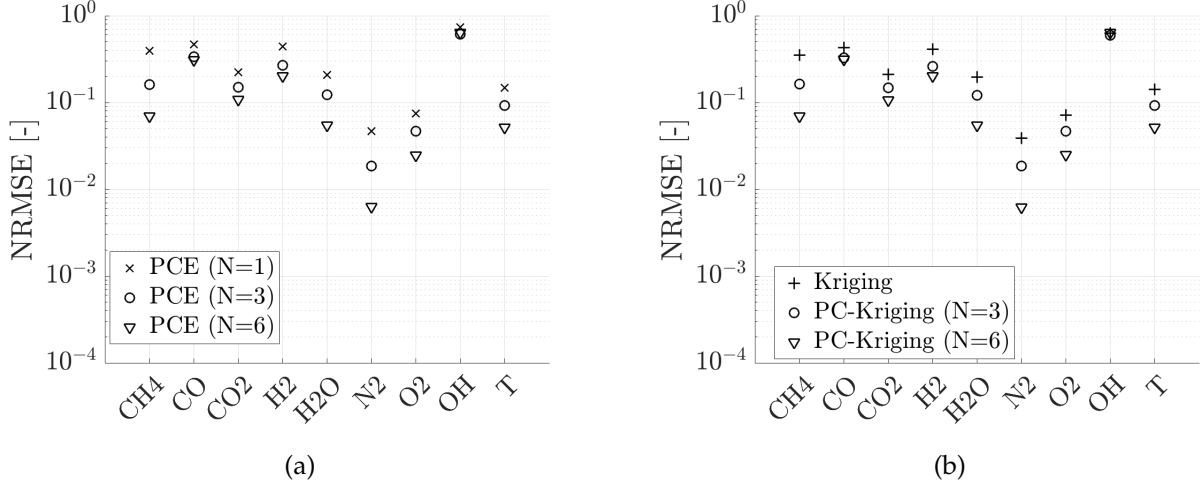 10^0
10^-1
10^-2
10^-3
10^-4
NRMSE [-]
PCE (N=1)
PCE (N=3)
PCE (N=6)
CH4
CO
CO2
H2
H2O
N2
O2
OH
T
(a)
10^0
10^-1
10^-2
10^-3
10^-4
NRMSE [-]
Kriging
PC-Kriging (N=3)
PC-Kriging (N=6)
CH4
CO
CO2
H2
H2O
N2
O2
OH
T
(b)